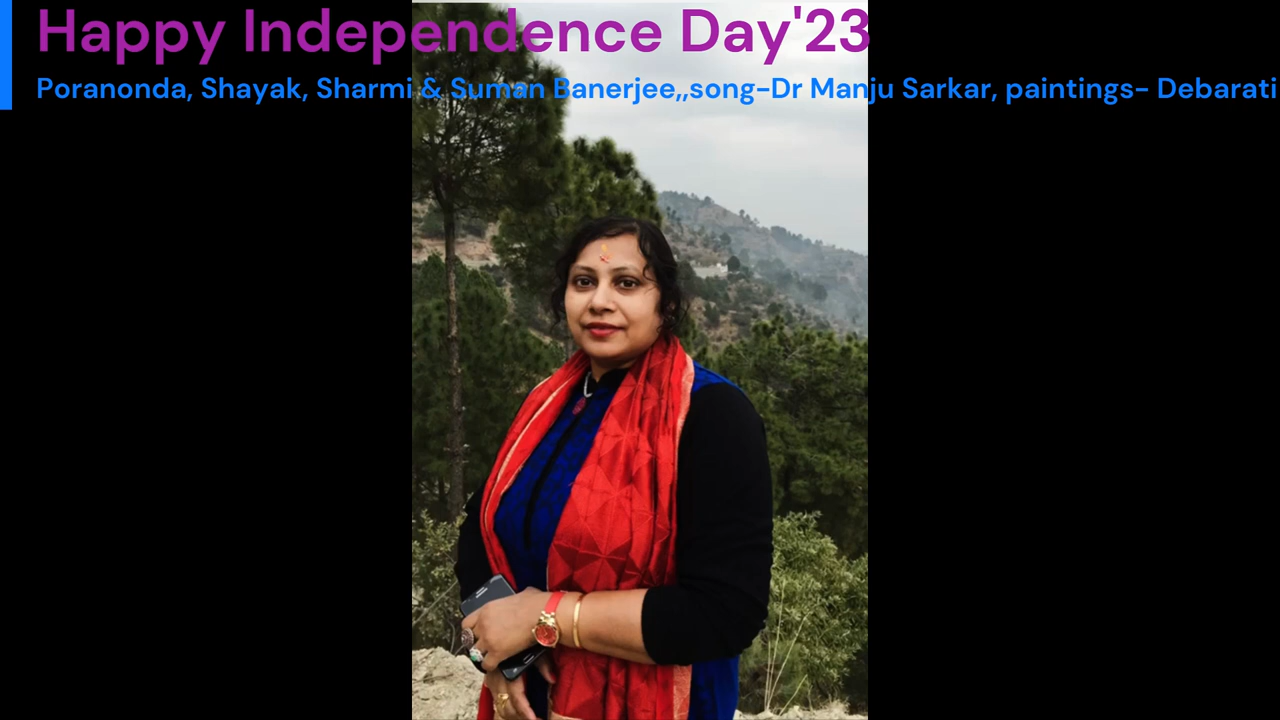 Happy Independence Day'23
Poranonda, Shayak, Sharmi & Suman Banerjee,,song-Dr Manju Sarkar, paintings- Debarati